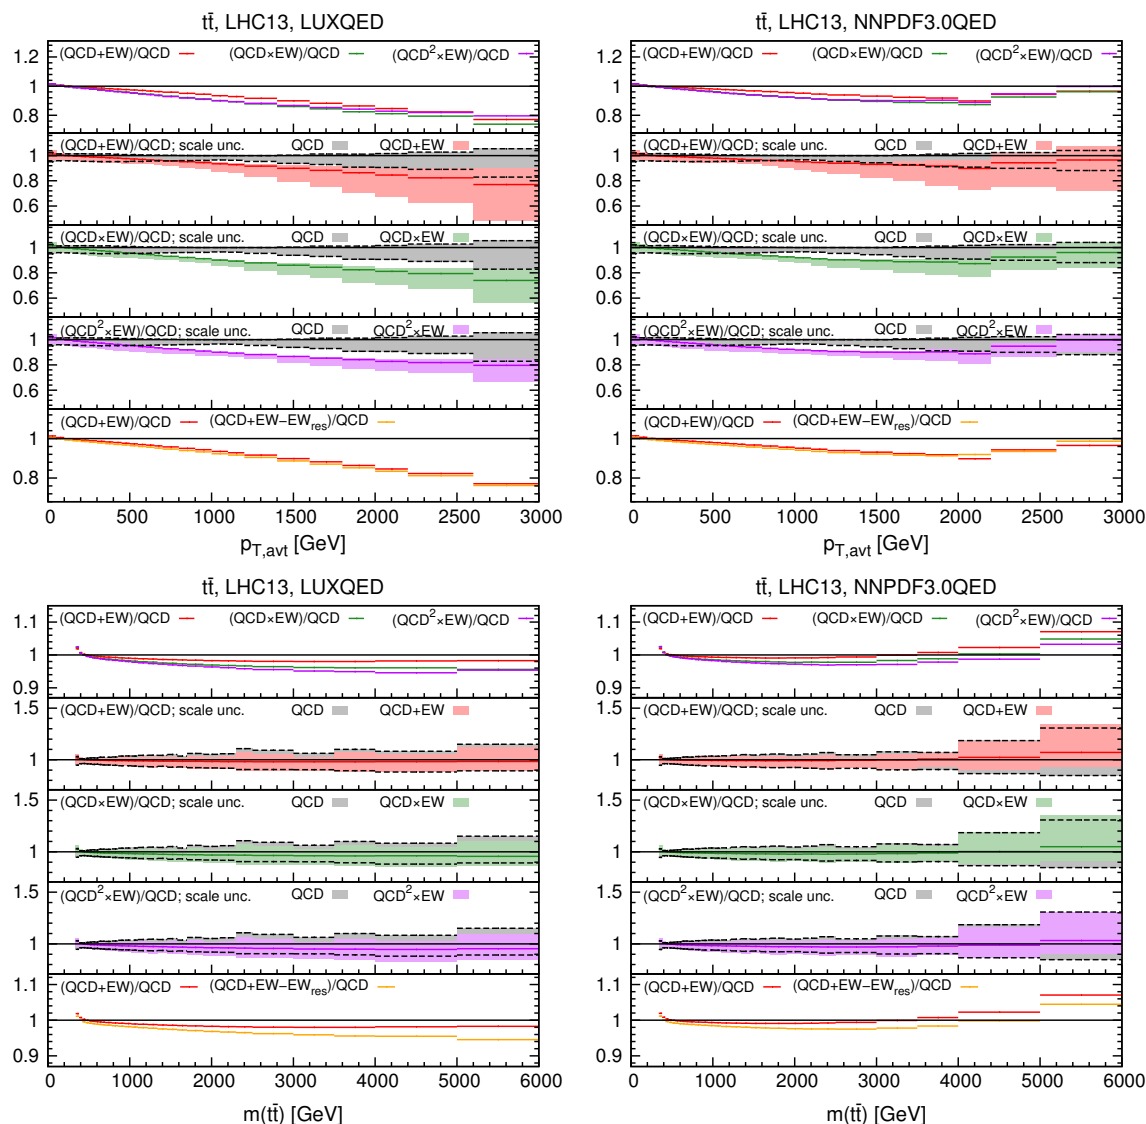 tt̄, LHC13, LUXQED
(QCD+EW)/QCD (QCD×EW)/QCD (QCD²×EW)/QCD
1.2
1
0.8
(QCD+EW)/QCD; scale unc. QCD QCD+EW
1
0.8
0.6
(QCD×EW)/QCD; scale unc. QCD QCD×EW
1
0.8
0.6
(QCD²×EW)/QCD; scale unc. QCD QCD²×EW
1
0.8
0.6
(QCD+EW)/QCD (QCD+EW−EWres)/QCD
1
0.8
0 500 1000 1500 2000 2500 3000
pT,avt [GeV]
tt̄, LHC13, NNPDF3.0QED
(QCD+EW)/QCD (QCD×EW)/QCD (QCD²×EW)/QCD
1.2
1
0.8
(QCD+EW)/QCD; scale unc. QCD QCD+EW
1
0.8
0.6
(QCD×EW)/QCD; scale unc. QCD QCD×EW
1
0.8
0.6
(QCD²×EW)/QCD; scale unc. QCD QCD²×EW
1
0.8
0.6
(QCD+EW)/QCD (QCD+EW−EWres)/QCD
1
0.8
0 500 1000 1500 2000 2500 3000
pT,avt [GeV]
tt̄, LHC13, LUXQED
(QCD+EW)/QCD (QCD×EW)/QCD (QCD²×EW)/QCD
1.1
1
0.9
(QCD+EW)/QCD; scale unc. QCD QCD+EW
1.5
1
(QCD×EW)/QCD; scale unc. QCD QCD×EW
1.5
1
(QCD²×EW)/QCD; scale unc. QCD QCD²×EW
1.5
1
(QCD+EW)/QCD (QCD+EW−EWres)/QCD
1.1
1
0.9
0 1000 2000 3000 4000 5000 6000
m(tt̄) [GeV]
tt̄, LHC13, NNPDF3.0QED
(QCD+EW)/QCD (QCD×EW)/QCD (QCD²×EW)/QCD
1.1
1
0.9
(QCD+EW)/QCD; scale unc. QCD QCD+EW
1.5
1
(QCD×EW)/QCD; scale unc. QCD QCD×EW
1.5
1
(QCD²×EW)/QCD; scale unc. QCD QCD²×EW
1.5
1
(QCD+EW)/QCD (QCD+EW−EWres)/QCD
1.1
1
0.9
0 1000 2000 3000 4000 5000 6000
m(tt̄) [GeV]